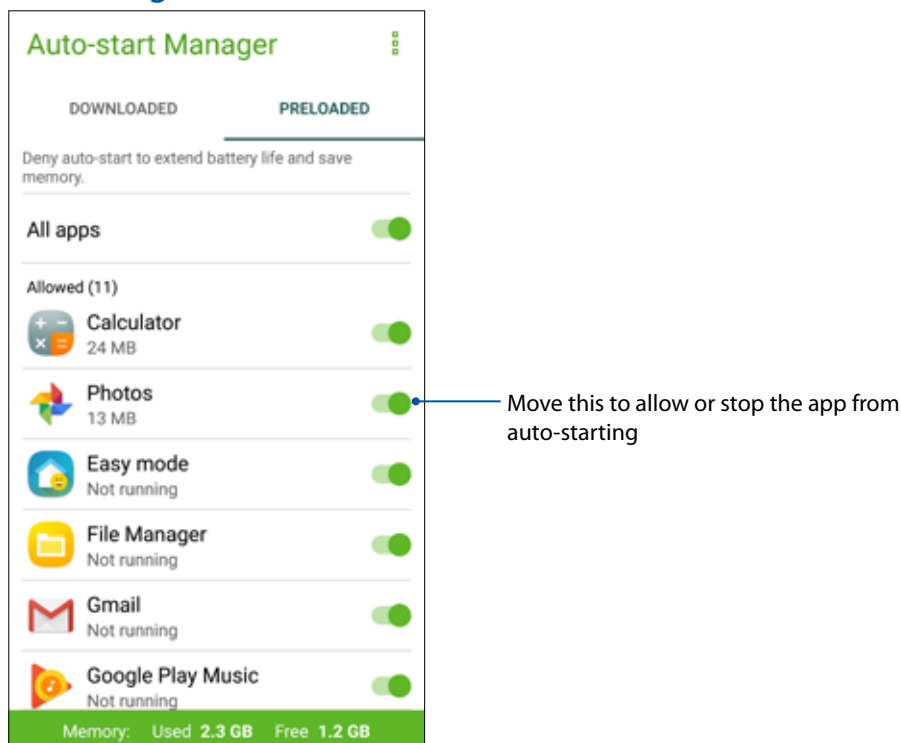 Auto-start Manager
DOWNLOADED PRELOADED
Deny auto-start to extend battery life and save
memory.
All apps
Allowed (11)
Calculator
24 MB
Photos
13 MB
Move this to allow or stop the app from
auto-starting
Easy mode
Not running
File Manager
Not running
Gmail
Not running
Google Play Music
Not running
Memory: Used 2.3 GB Free 1.2 GB